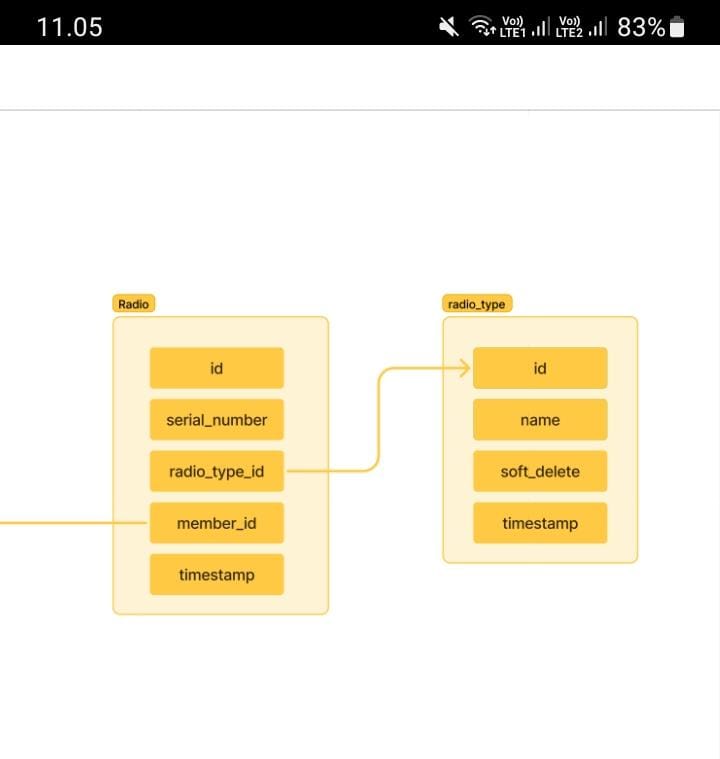 11.05
Vo)) LTE1 Vo)) LTE2 83%
Radio
id
serial_number
radio_type_id
member_id
timestamp
radio_type
id
name
soft_delete
timestamp